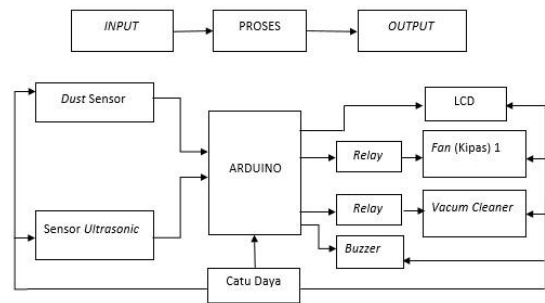 INPUT
PROSES
OUTPUT
Dust Sensor
LCD
ARDUINO
Relay
Fan (Kipas) 1
Relay
Vacum Cleaner
Sensor Ultrasonic
Buzzer
Catu Daya